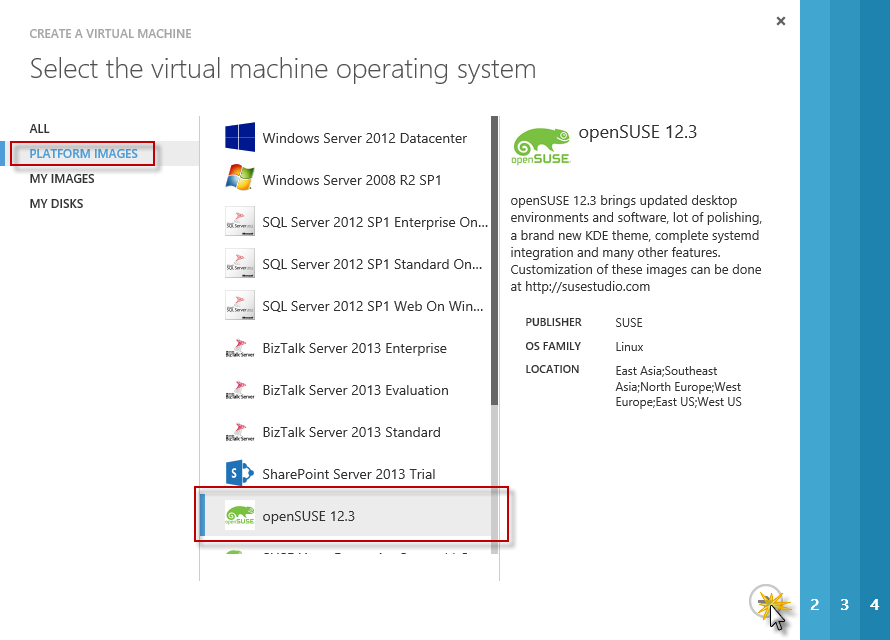 CREATE A VIRTUAL MACHINE
Select the virtual machine operating system
ALL
PLATFORM IMAGES
MY IMAGES
MY DISKS
Windows Server 2012 Datacenter
Windows Server 2008 R2 SP1
SQL Server 2012 SP1 Enterprise On...
SQL Server 2012 SP1 Standard On...
SQL Server 2012 SP1 Web On Win...
BizTalk Server 2013 Enterprise
BizTalk Server 2013 Evaluation
BizTalk Server 2013 Standard
SharePoint Server 2013 Trial
openSUSE 12.3
openSUSE
openSUSE 12.3
openSUSE 12.3 brings updated desktop
environments and software, lot of polishing,
a brand new KDE theme, complete systemd
integration and many other features.
Customization of these images can be done
at http://susestudio.com
PUBLISHER SUSE
OS FAMILY Linux
LOCATION East Asia;Southeast
Asia;North Europe;West
Europe;East US;West US
2 3 4